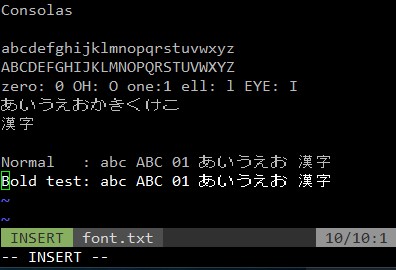 Consolas
abcdefghijklmnopqrstuvwxyz
ABCDEFGHIJKLMNOPQRSTUVWXYZ
zero: 0 OH: O one:1 ell: l EYE: I
あいうえおかきくけこ
漢字
Normal   : abc ABC 01 あいうえお 漢字
Bold test: abc ABC 01 あいうえお 漢字
~
~
INSERT font.txt 10/10:1
-- INSERT --